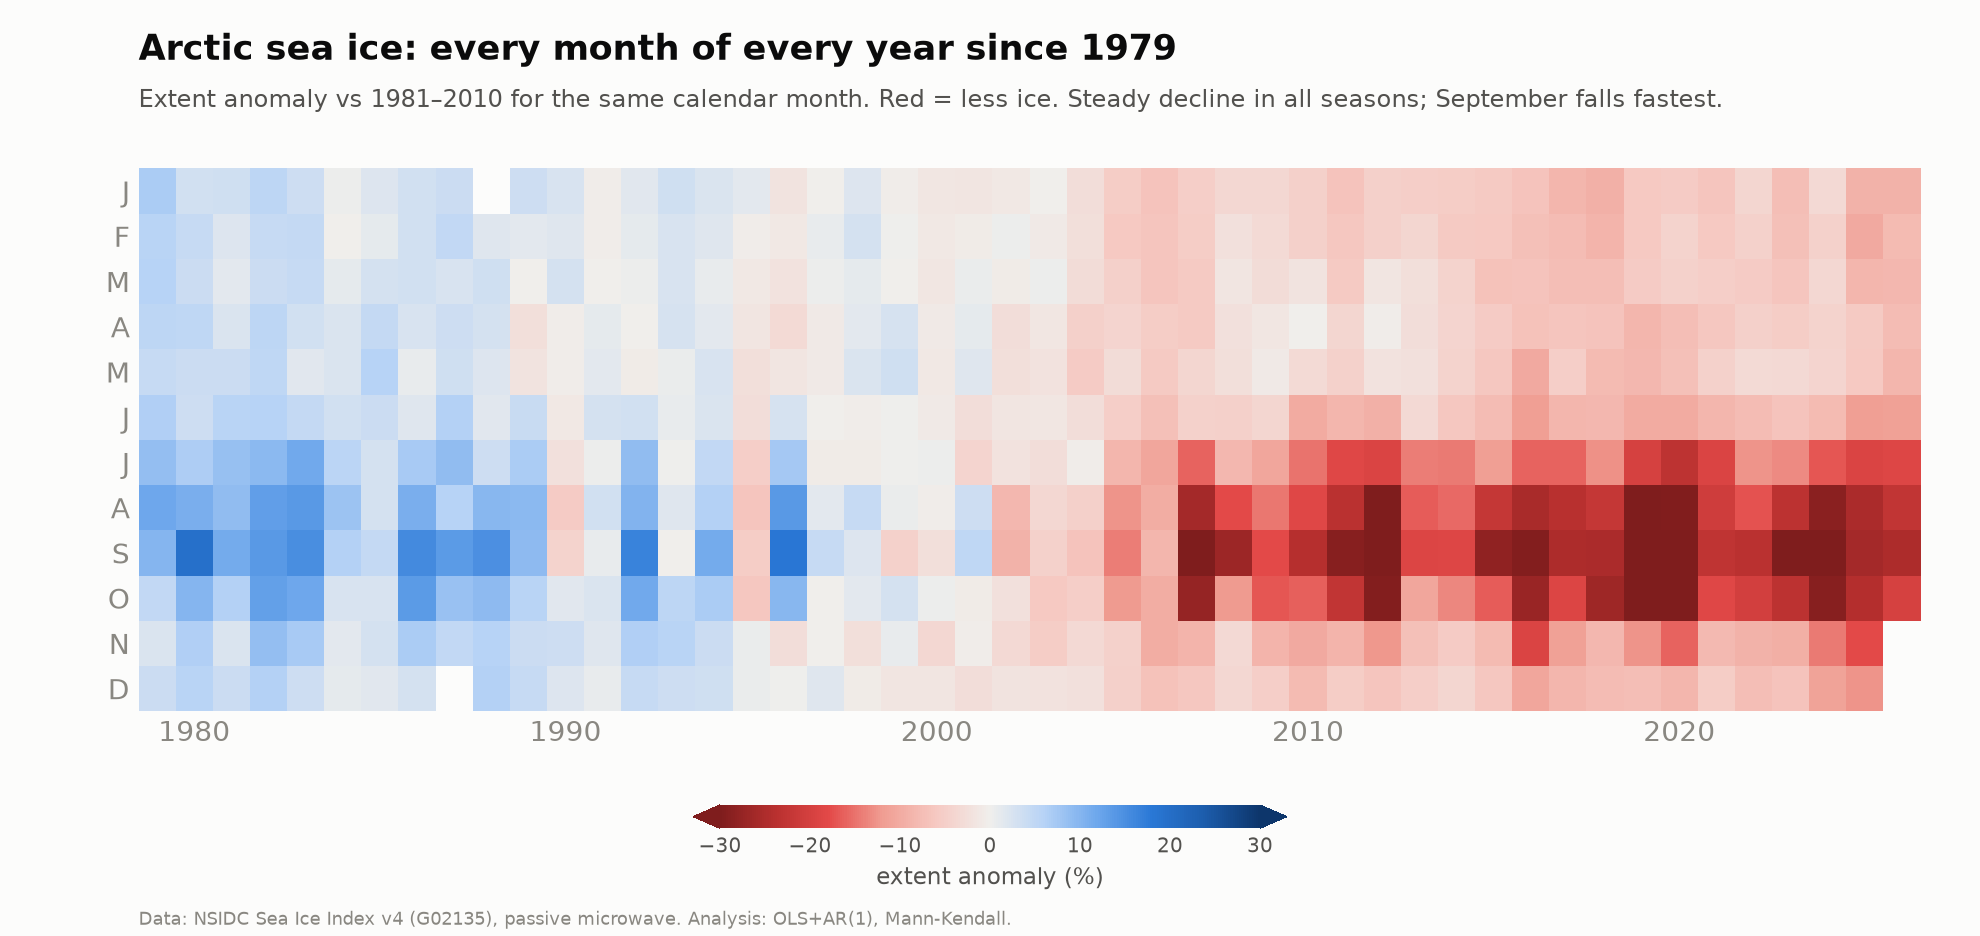 Arctic sea ice: every month of every year since 1979
Extent anomaly vs 1981–2010 for the same calendar month. Red = less ice. Steady decline in all seasons; September falls fastest.
J
F
M
A
M
J
J
A
S
O
N
D
1980 1990 2000 2010 2020
−30 −20 −10 0 10 20 30
extent anomaly (%)
Data: NSIDC Sea Ice Index v4 (G02135), passive microwave. Analysis: OLS+AR(1), Mann-Kendall.